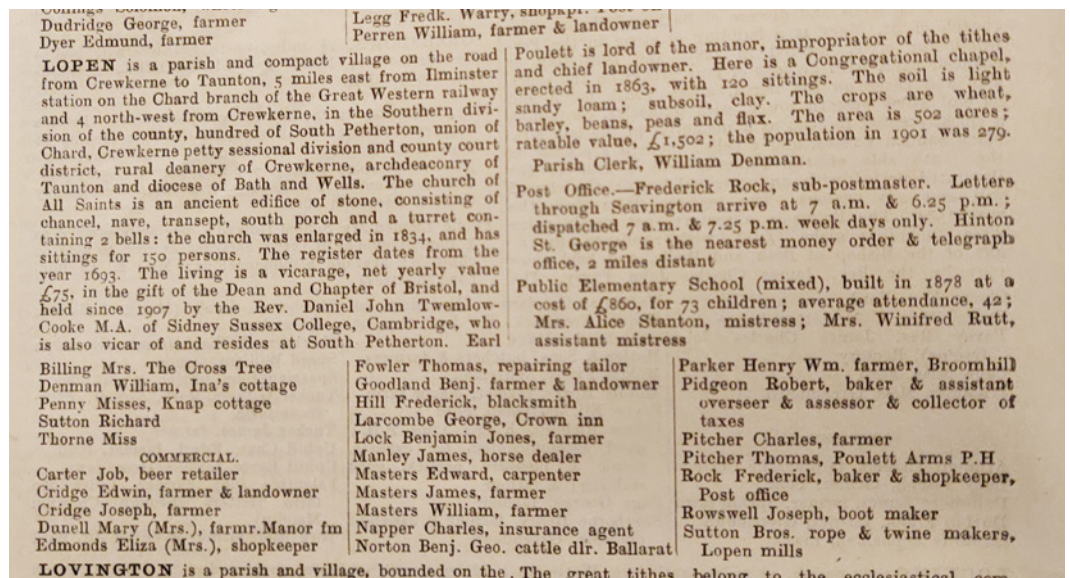 Dudridge George, farmer
Dyer Edmund, farmer
Legg Fredk. Warry, shopkpr.
Perren William, farmer & landowner
LOPEN is a parish and compact village on the road
from Crewkerne to Taunton, 5 miles east from Ilminster
station on the Chard branch of the Great Western railway
and 4 north-west from Crewkerne, in the Southern divi-
sion of the county, hundred of South Petherton, union of
Chard, Crewkerne petty sessional division and county court
district, rural deanery of Crewkerne, archdeaconry of
Taunton and diocese of Bath and Wells. The church of
All Saints is an ancient edifice of stone, consisting of
chancel, nave, transept, south porch and a turret con-
taining 2 bells: the church was enlarged in 1834, and has
sittings for 150 persons. The register dates from the
year 1693. The living is a vicarage, net yearly value
£75, in the gift of the Dean and Chapter of Bristol, and
held since 1907 by the Rev. Daniel John Twemlow-
Cooke M.A. of Sidney Sussex College, Cambridge, who
is also vicar of and resides at South Petherton. Earl
Poulett is lord of the manor, impropriator of the tithes
and chief landowner. Here is a Congregational chapel,
erected in 1863, with 120 sittings. The soil is light
sandy loam; subsoil, clay. The crops are wheat,
barley, beans, peas and flax. The area is 502 acres;
rateable value, £1,502; the population in 1901 was 279.
Parish Clerk, William Denman.
Post Office.—Frederick Rock, sub-postmaster. Letters
through Seavington arrive at 7 a.m. & 6.25 p.m.;
dispatched 7 a.m. & 7.25 p.m. week days only. Hinton
St. George is the nearest money order & telegraph
office, 2 miles distant
Public Elementary School (mixed), built in 1878 at a
cost of £860, for 73 children; average attendance, 42;
Mrs. Alice Stanton, mistress; Mrs. Winifred Rutt,
assistant mistress
Billing Mrs. The Cross Tree
Denman William, Ina's cottage
Penny Misses, Knap cottage
Sutton Richard
Thorne Miss
COMMERCIAL.
Carter Job, beer retailer
Cridge Edwin, farmer & landowner
Cridge Joseph, farmer
Dunell Mary (Mrs.), farmr.Manor fm
Edmonds Eliza (Mrs.), shopkeeper
Fowler Thomas, repairing tailor
Goodland Benj. farmer & landowner
Hill Frederick, blacksmith
Larcombe George, Crown inn
Lock Benjamin Jones, farmer
Manley James, horse dealer
Masters Edward, carpenter
Masters James, farmer
Masters William, farmer
Napper Charles, insurance agent
Norton Benj. Geo. cattle dlr. Ballarat
Parker Henry Wm. farmer, Broomhill
Pidgeon Robert, baker & assistant
overseer & assessor & collector of
taxes
Pitcher Charles, farmer
Pitcher Thomas, Poulett Arms P.H
Rock Frederick, baker & shopkeeper,
Post office
Rowswell Joseph, boot maker
Sutton Bros. rope & twine makers,
Lopen mills
LOVINGTON is a parish and village, bounded on the
The great tithes belong to the ecclesiastical